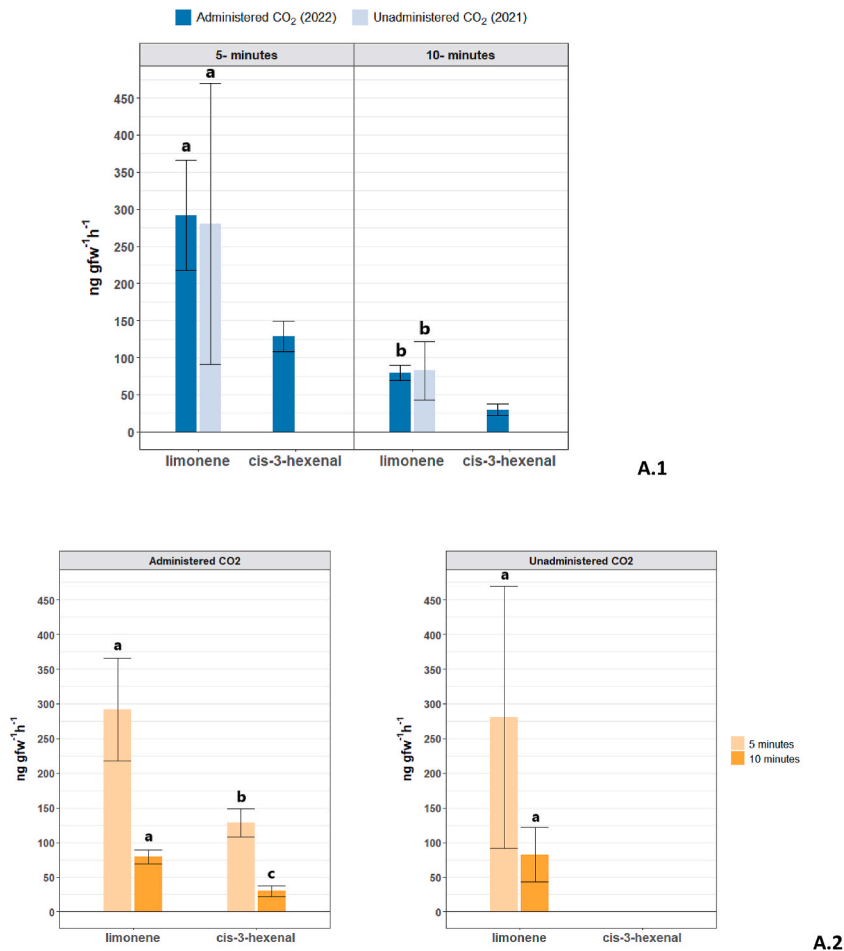 Administered CO₂ (2022) Unadministered CO₂ (2021)
5- minutes 10- minutes
a
450
400
a
350
300
250
200
150
b
b
100
50
0
ng gfw⁻¹h⁻¹
limonene cis-3-hexenal limonene cis-3-hexenal
A.1
Administered CO2
450
400
a
350
300
250
200
b
150
a
100
c
50
0
ng gfw⁻¹h⁻¹
limonene cis-3-hexenal
Unadministered CO2
a
450
400
350
300
250
200
150
a
100
50
0
ng gfw⁻¹h⁻¹
limonene cis-3-hexenal
5 minutes
10 minutes
A.2